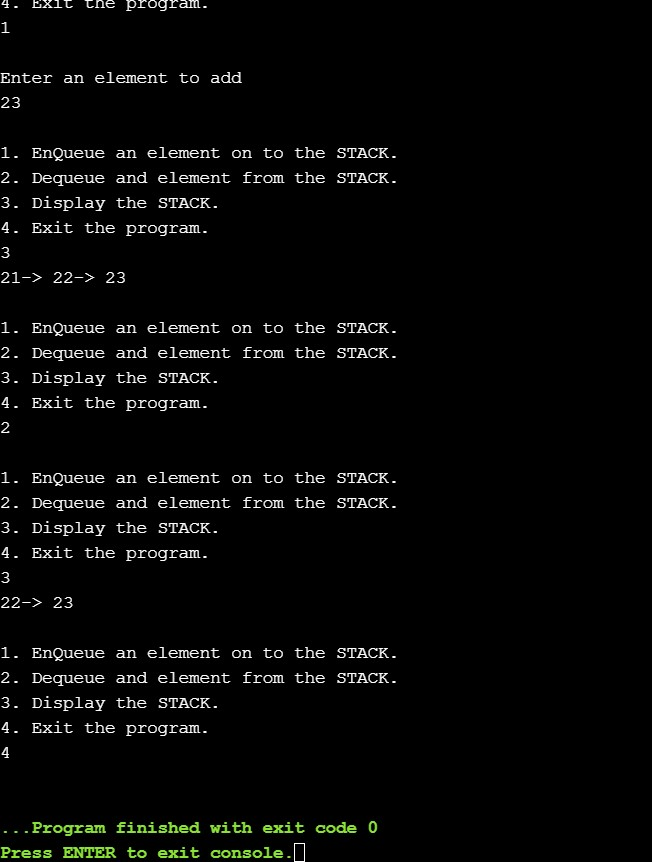 4. Exit the program.
1
Enter an element to add
23
1. EnQueue an element on to the STACK.
2. Dequeue and element from the STACK.
3. Display the STACK.
4. Exit the program.
3
21-> 22-> 23
1. EnQueue an element on to the STACK.
2. Dequeue and element from the STACK.
3. Display the STACK.
4. Exit the program.
2
1. EnQueue an element on to the STACK.
2. Dequeue and element from the STACK.
3. Display the STACK.
4. Exit the program.
3
22-> 23
1. EnQueue an element on to the STACK.
2. Dequeue and element from the STACK.
3. Display the STACK.
4. Exit the program.
4
...Program finished with exit code 0
Press ENTER to exit console.